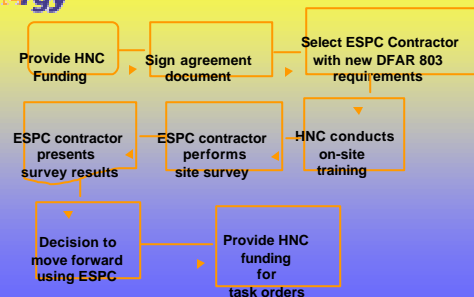 Provide HNC
Funding
Sign agreement
document
Select ESPC Contractor
with new DFAR 803
requirements
HNC conducts
on-site
training
ESPC contractor
performs
site survey
ESPC contractor
presents
survey results
Decision to
move forward
using ESPC
Provide HNC
funding
for
task orders